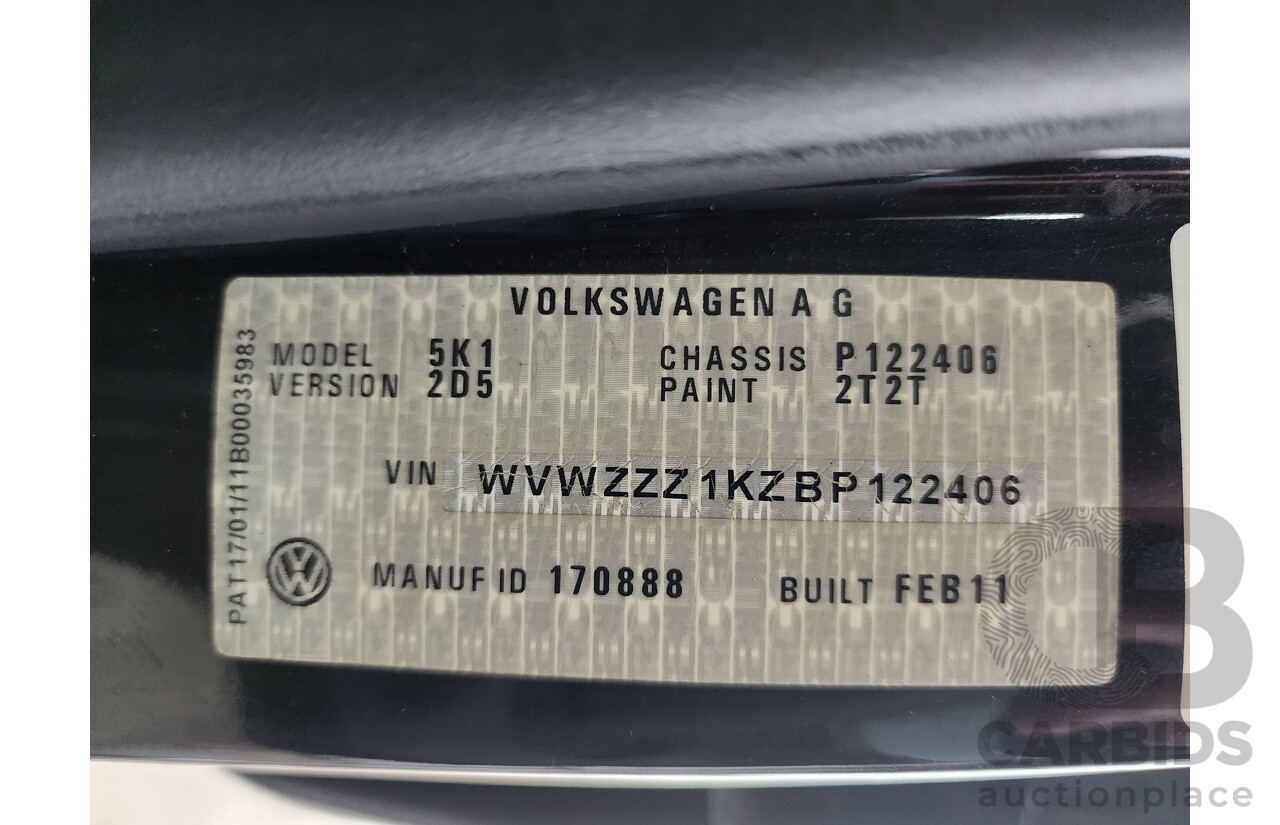 VOLKSWAGEN A G
MODEL 5K1 CHASSIS P122406
VERSION 2D5 PAINT 2T2T
VIN WVWZZZ1KZBP122406
MANUF ID 170888 BUILT FEB11
PAT17/01/11B00035983
CARBIDS
auctionplace